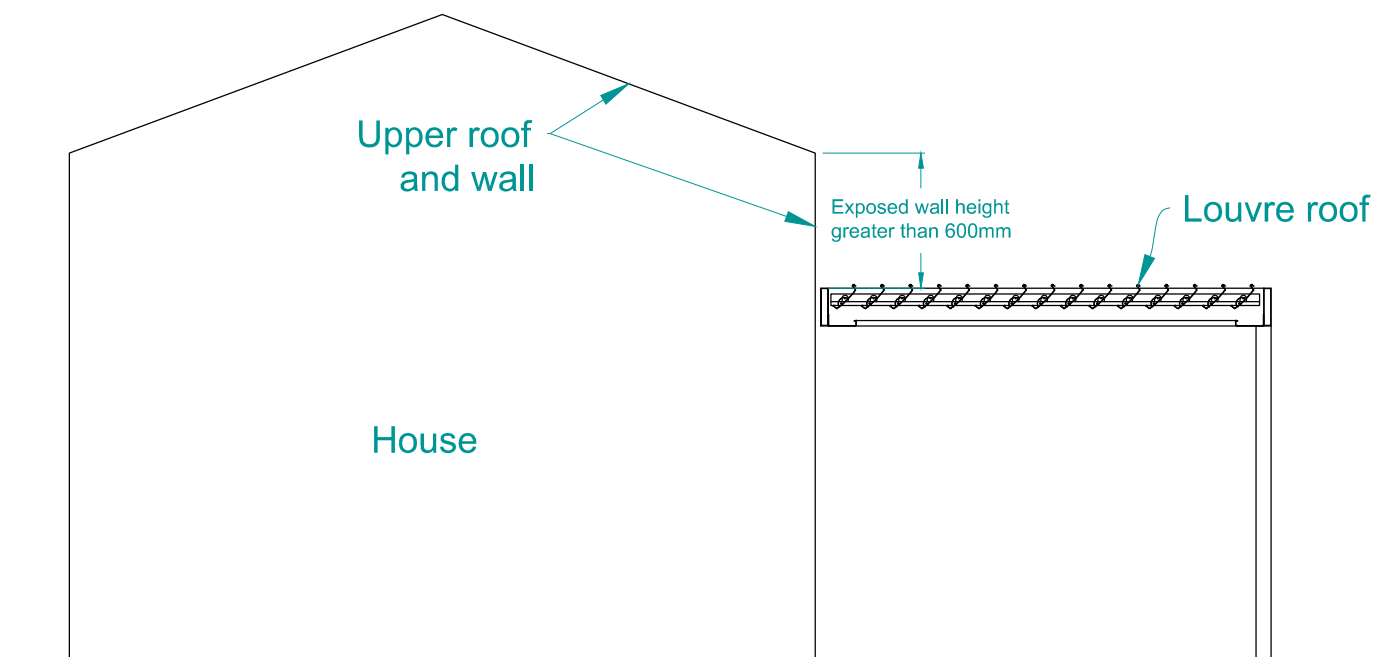 Upper roof
and wall
Exposed wall height
greater than 600mm
Louvre roof
House